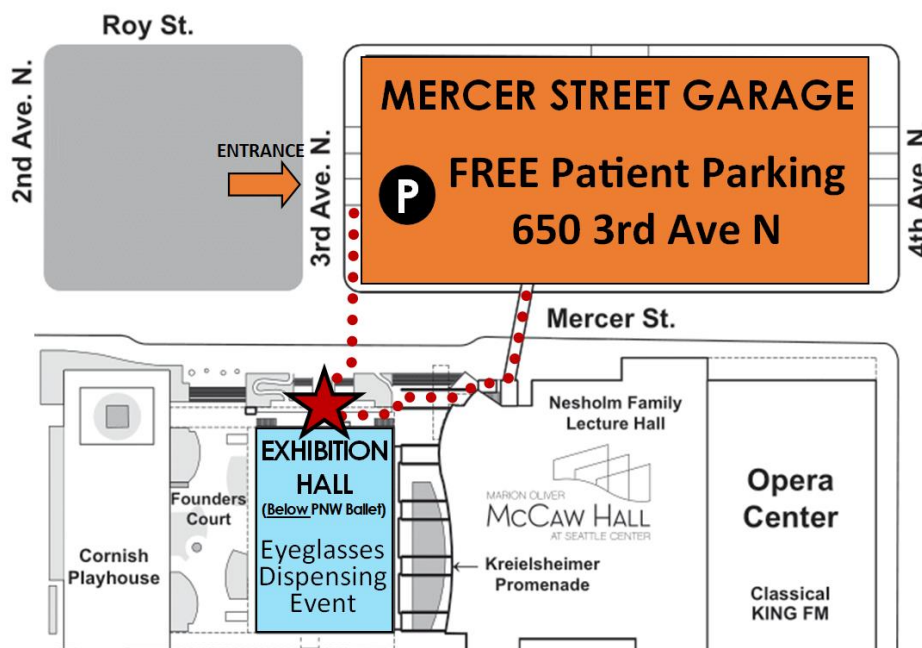 Roy St.
2nd Ave. N.
ENTRANCE
3rd Ave. N.
MERCER STREET GARAGE
P
FREE Patient Parking
650 3rd Ave N
4th Ave. N
Mercer St.
EXHIBITION
HALL
(Below PNW Ballet)
Eyeglasses
Dispensing
Event
Founders
Court
Cornish
Playhouse
Nesholm Family
Lecture Hall
MARION OLIVER
MCCAW HALL
AT SEATTLE CENTER
Kreielsheimer
Promenade
Opera
Center
Classical
KING FM